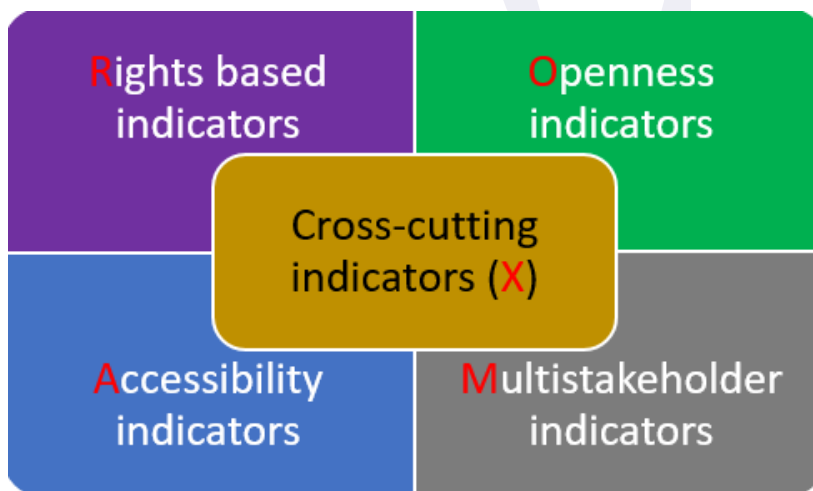 Rights based
indicators
Openness
indicators
Cross-cutting
indicators (X)
Accessibility
indicators
Multistakeholder
indicators